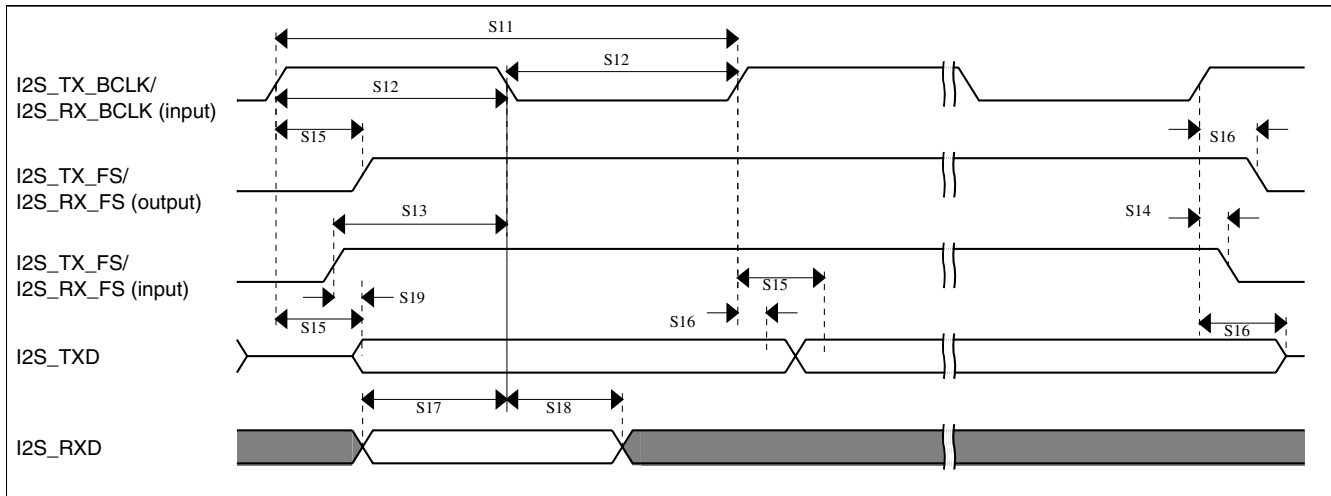 S11
I2S_TX_BCLK/
I2S_RX_BCLK (input)
S12
S12
S15
S16
I2S_TX_FS/
I2S_RX_FS (output)
S13
S14
I2S_TX_FS/
I2S_RX_FS (input)
S15
S19
S15
S16
S16
I2S_TXD
S17
S18
I2S_RXD